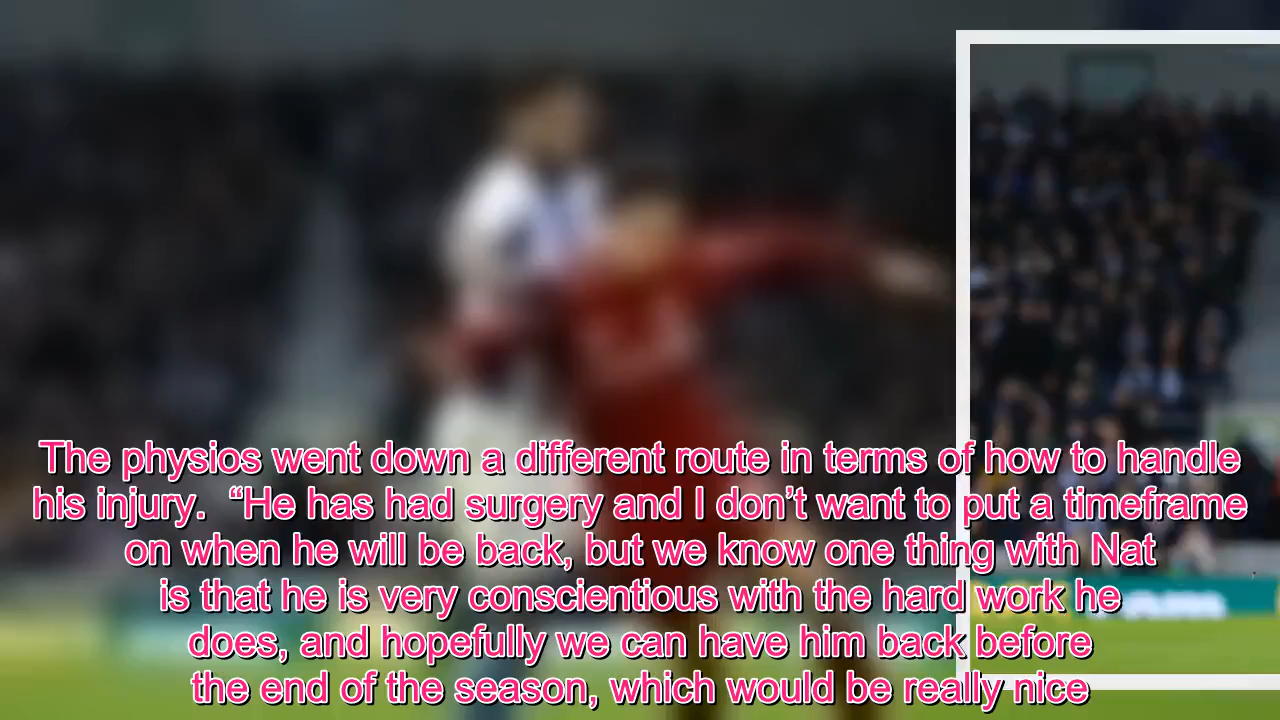 The physios went down a different route in terms of how to handle
his injury.  “He has had surgery and I don’t want to put a timeframe
on when he will be back, but we know one thing with Nat
is that he is very conscientious with the hard work he
does, and hopefully we can have him back before
the end of the season, which would be really nice